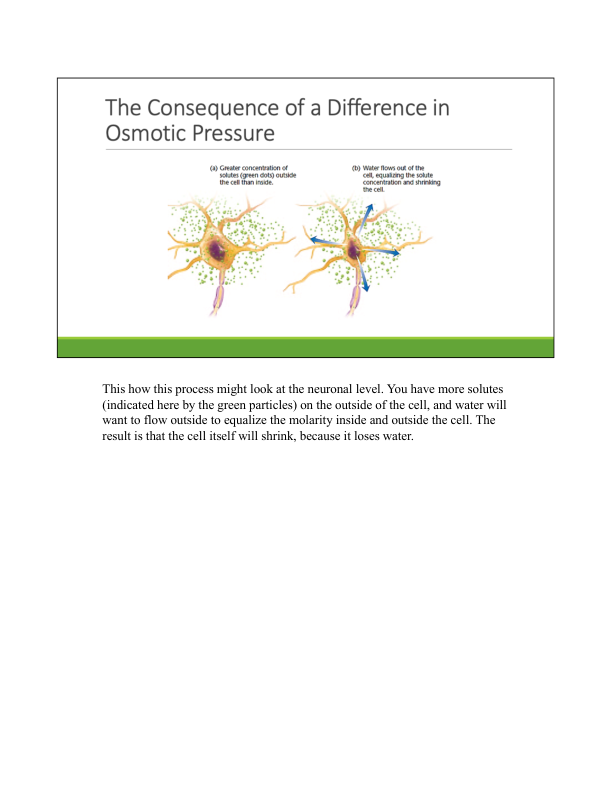 The Consequence of a Difference in
Osmotic Pressure
(a) Greater concentration of
solutes (green dots) outside
the cell than inside.
(b) Water flows out of the
cell, equalizing the solute
concentration and shrinking
the cell.
This how this process might look at the neuronal level. You have more solutes
(indicated here by the green particles) on the outside of the cell, and water will
want to flow outside to equalize the molarity inside and outside the cell. The
result is that the cell itself will shrink, because it loses water.